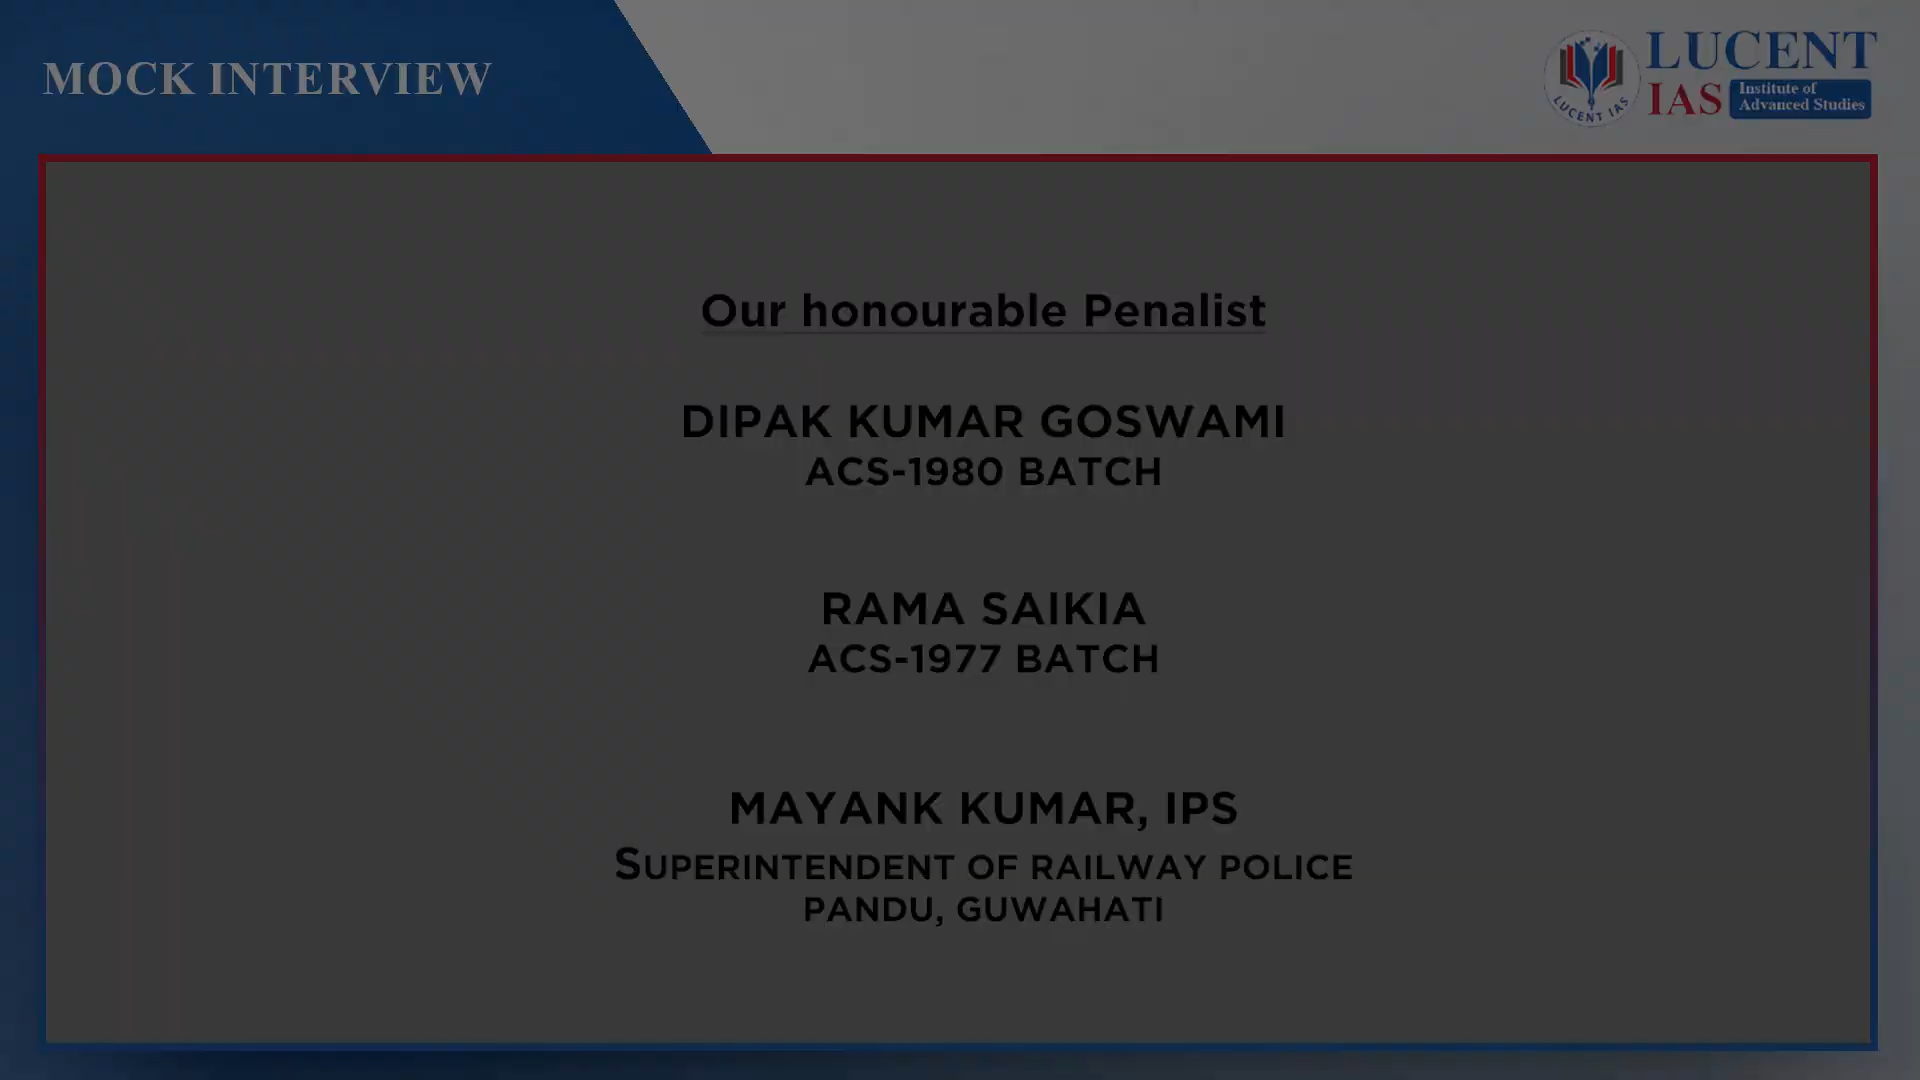 MOCK INTERVIEW
LUCENT IAS
LUCENT
IAS
Institute of
Advanced Studies
Our honourable Penalist
DIPAK KUMAR GOSWAMI
ACS-1980 BATCH
RAMA SAIKIA
ACS-1977 BATCH
MAYANK KUMAR, IPS
SUPERINTENDENT OF RAILWAY POLICE
PANDU, GUWAHATI